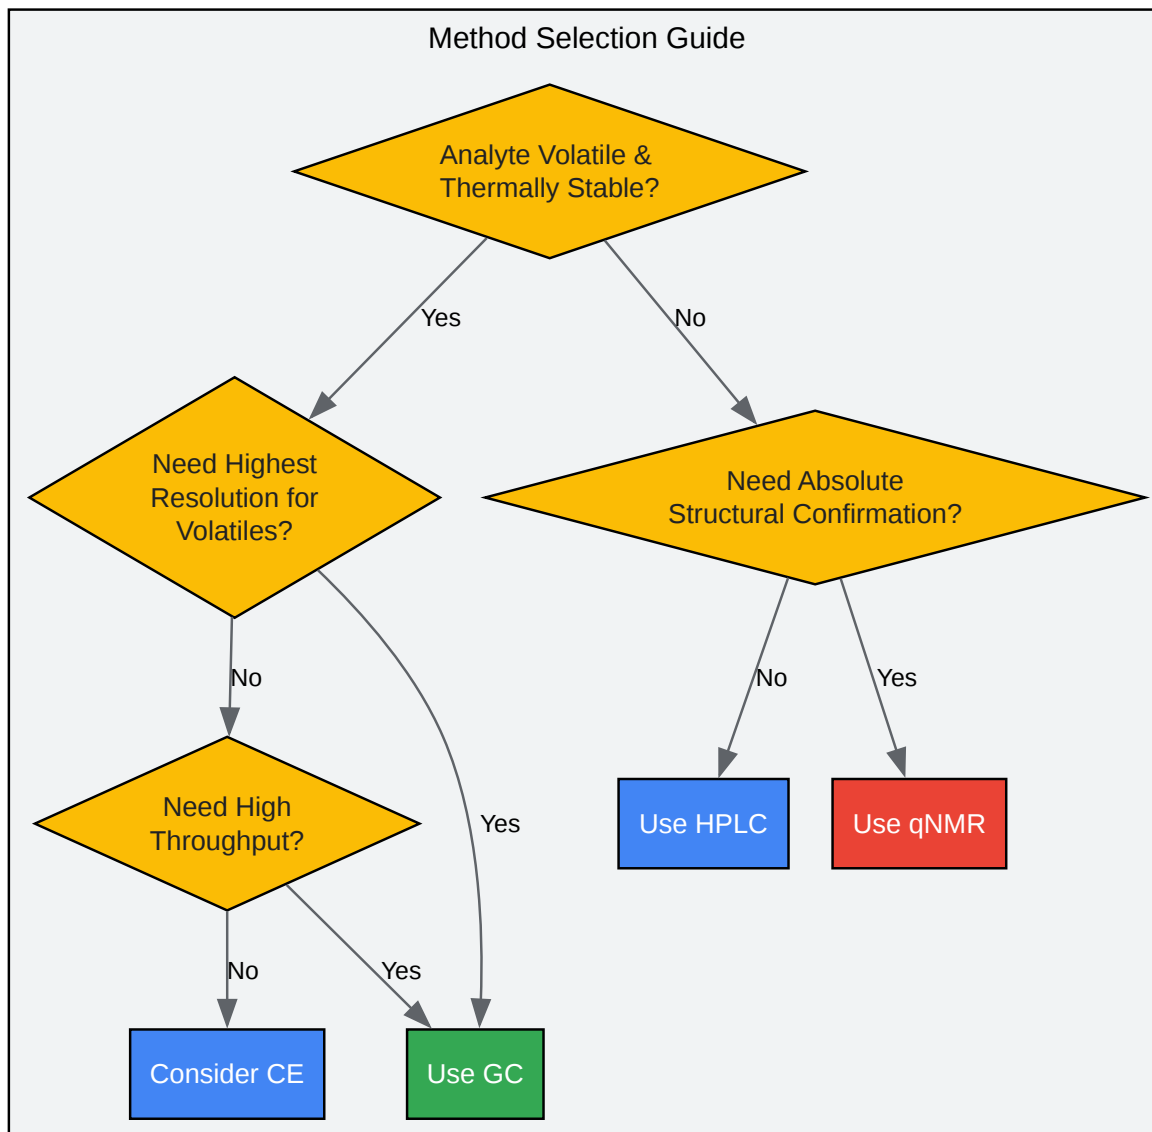 Method Selection Guide
Analyte Volatile &
Thermally Stable?
Yes
No
Need Highest
Resolution for
Volatiles?
Need Absolute
Structural Confirmation?
No
Yes
No
Yes
Need High
Throughput?
Use HPLC
Use qNMR
No
Yes
Consider CE
Use GC